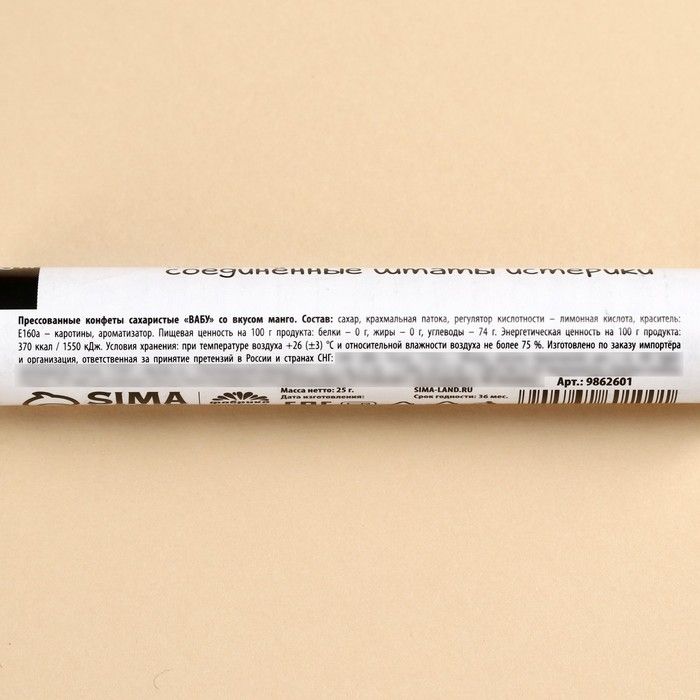 соединённые штаты истерики
Прессованные конфеты сахаристые «ВАБУ» со вкусом манго. Состав: сахар, крахмальная патока, регулятор кислотности – лимонная кислота, краситель:
Е160а – каротины, ароматизатор. Пищевая ценность на 100 г продукта: белки – 0 г, жиры – 0 г, углеводы – 74 г. Энергетическая ценность на 100 г продукта:
370 ккал / 1550 кДж. Условия хранения: при температуре воздуха +26 (±3) °С и относительной влажности воздуха не более 75 %. Изготовлено по заказу импортёра
и организация, ответственная за принятие претензий в России и странах СНГ:
Арт.: 9862601
SIMA
фабрика
Масса нетто: 25 г.
Дата изготовления:
SIMA-LAND.RU
Срок годности: 36 мес.